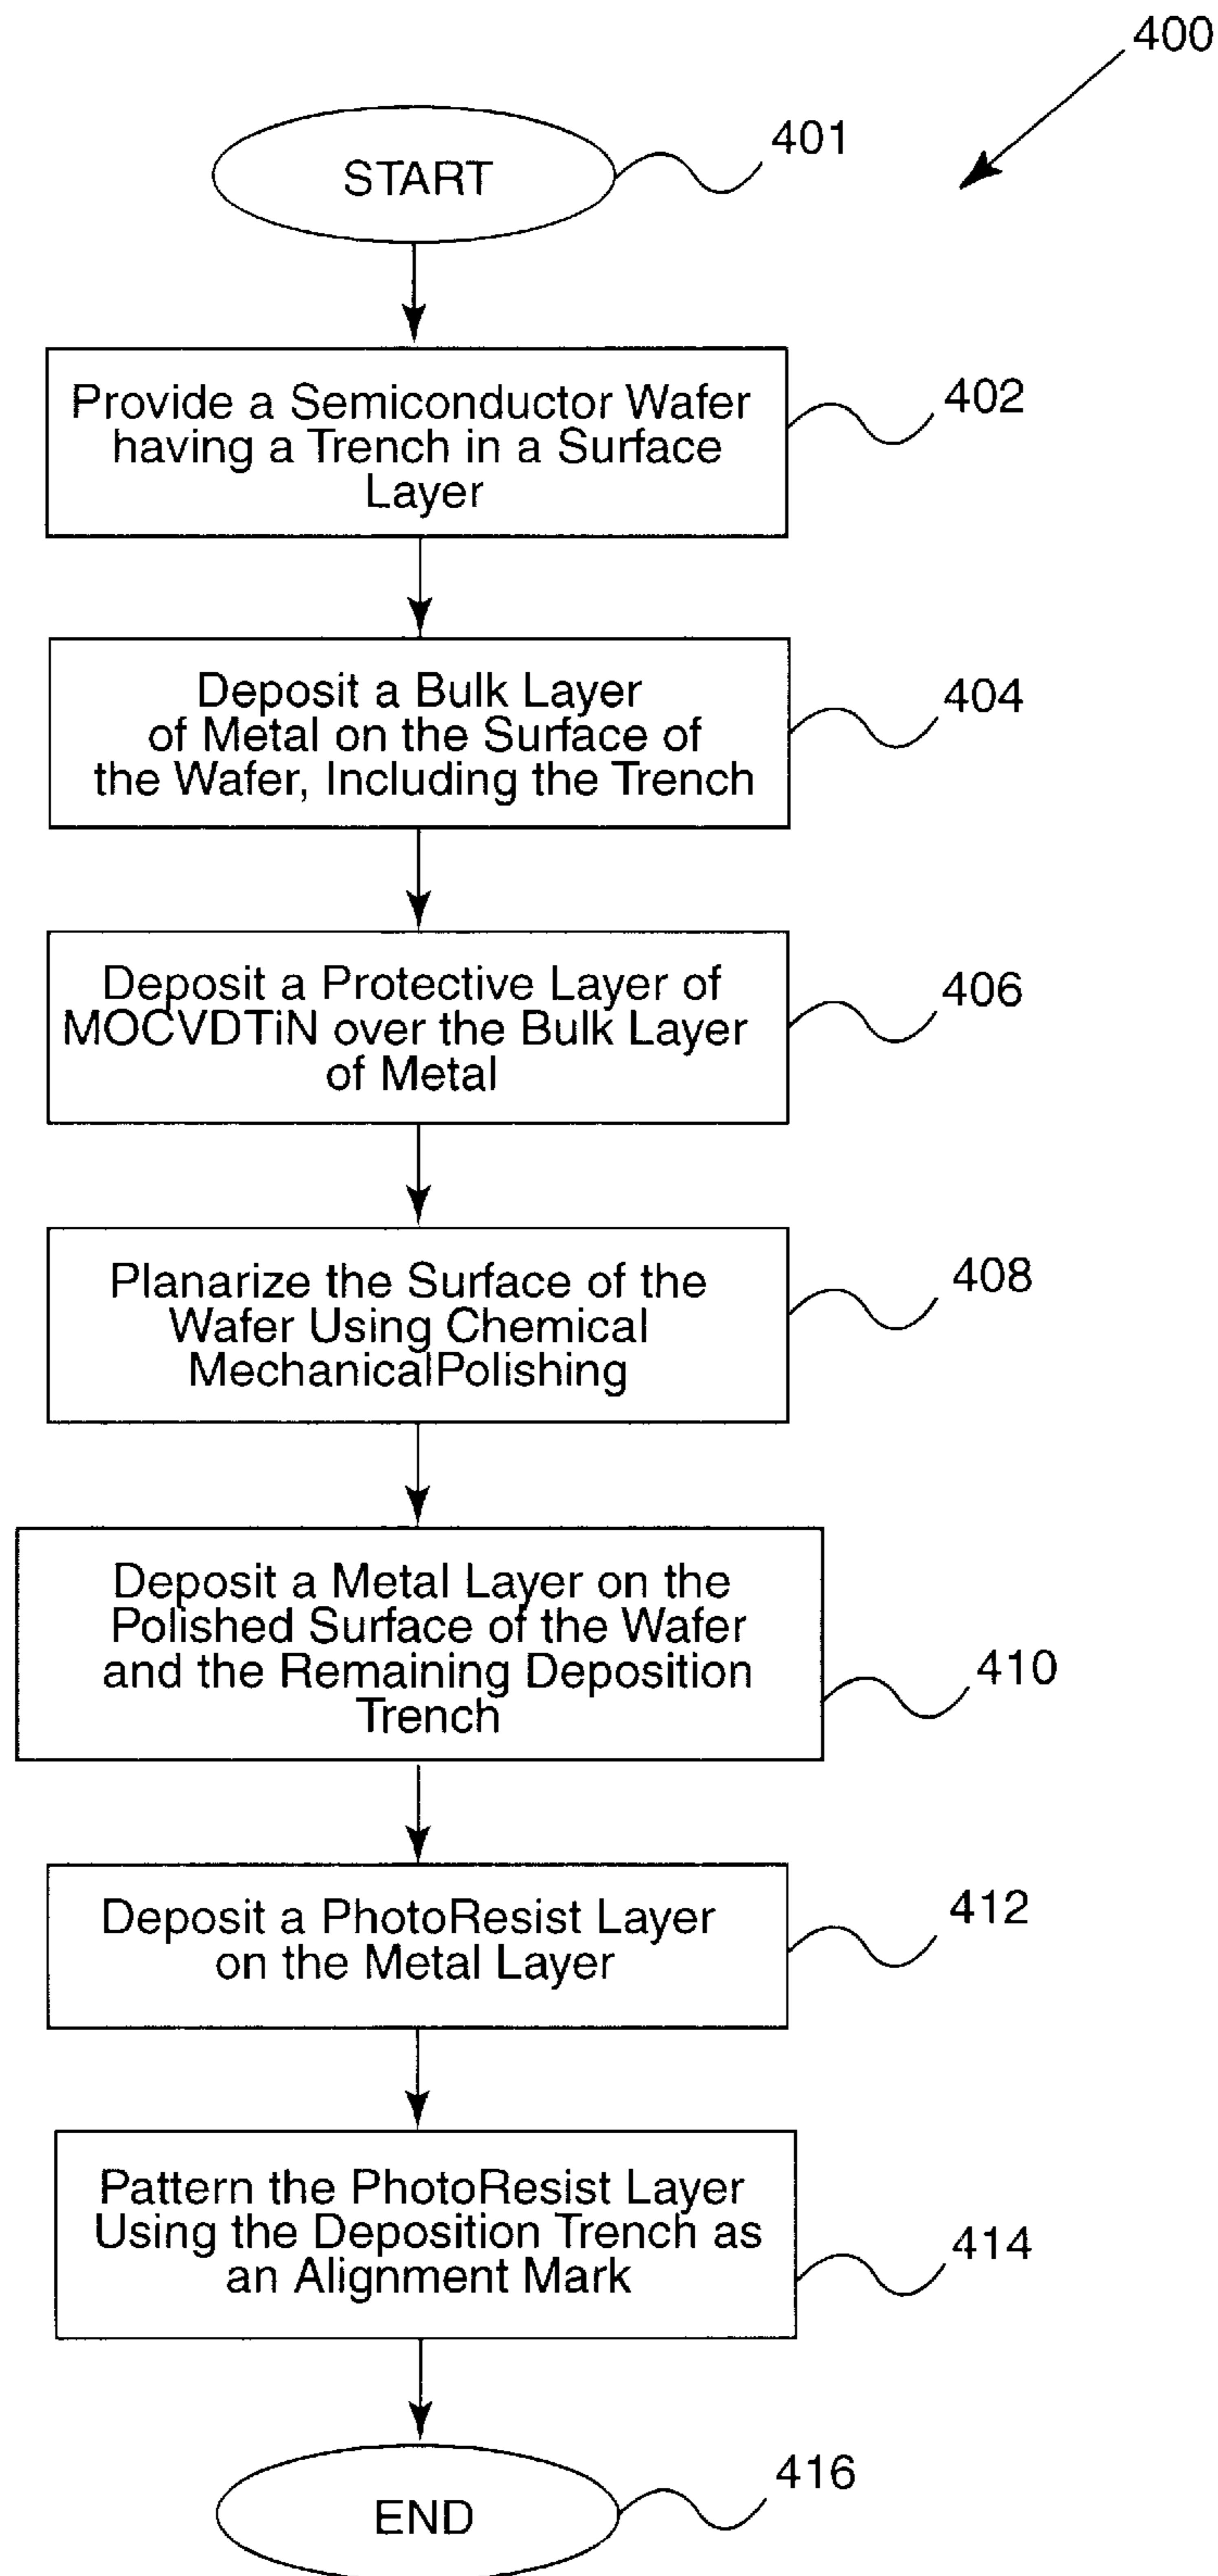 400
START
401
Provide a Semiconductor Wafer
having a Trench in a Surface
Layer
402
Deposit a Bulk Layer
of Metal on the Surface of
the Wafer, Including the Trench
404
Deposit a Protective Layer of
MOCVDTiN over the Bulk Layer
of Metal
406
Planarize the Surface of the
Wafer Using Chemical
MechanicalPolishing
408
Deposit a Metal Layer on the
Polished Surface of the Wafer
and the Remaining Deposition
Trench
410
Deposit a PhotoResist Layer
on the Metal Layer
412
Pattern the PhotoResist Layer
Using the Deposition Trench as
an Alignment Mark
414
END
416